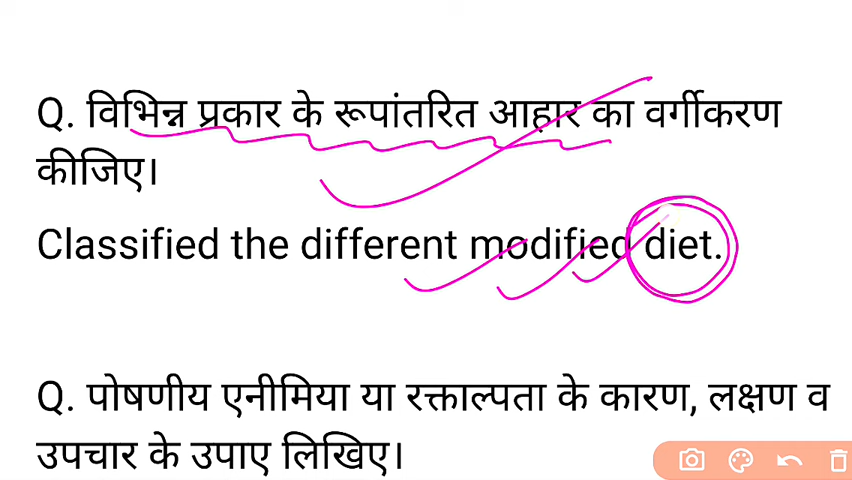 Q. विभिन्न प्रकार के रूपांतरित आहार का वर्गीकरण
कीजिए।
Classified the different modified diet.
Q. पोषणीय एनीमिया या रक्ताल्पता के कारण, लक्षण व
उपचार के उपाए लिखिए।